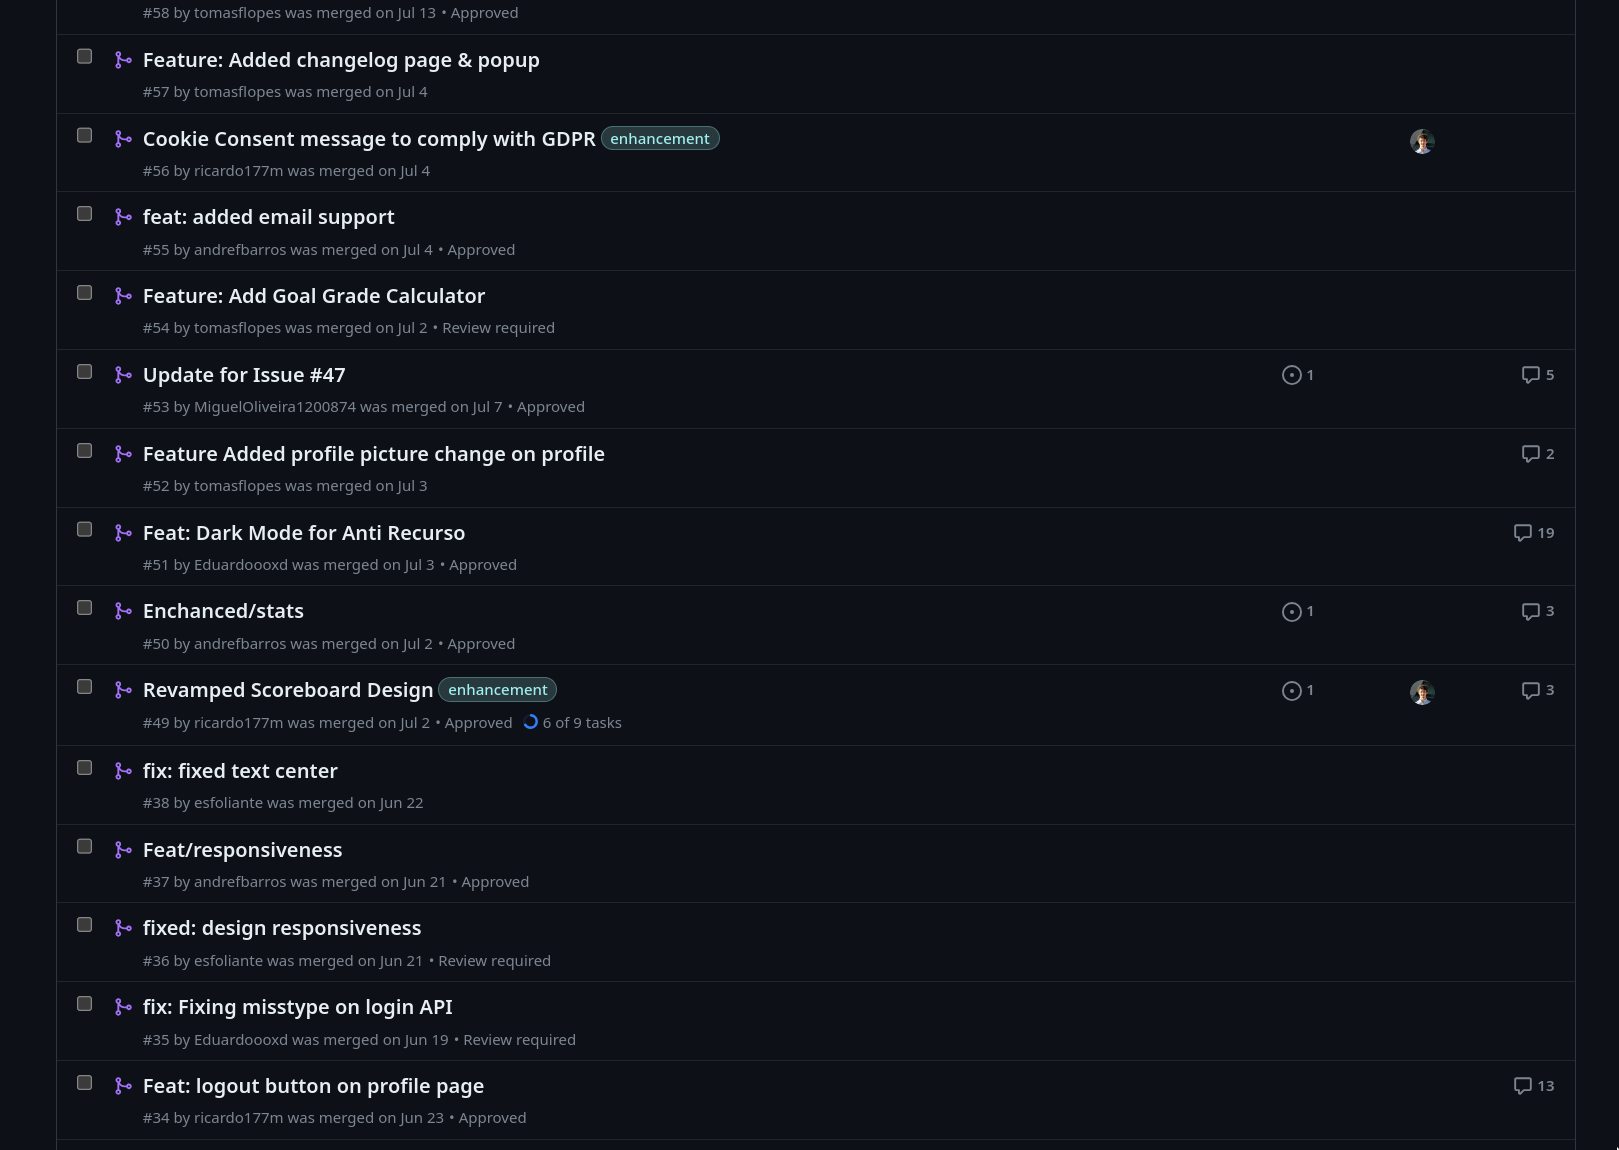 #58 by tomasflopes was merged on Jul 13 • Approved
Feature: Added changelog page & popup
#57 by tomasflopes was merged on Jul 4
Cookie Consent message to comply with GDPR enhancement
#56 by ricardo177m was merged on Jul 4
feat: added email support
#55 by andrefbarros was merged on Jul 4 • Approved
Feature: Add Goal Grade Calculator
#54 by tomasflopes was merged on Jul 2 • Review required
Update for Issue #47 1 5
#53 by MiguelOliveira1200874 was merged on Jul 7 • Approved
Feature Added profile picture change on profile 2
#52 by tomasflopes was merged on Jul 3
Feat: Dark Mode for Anti Recurso 19
#51 by Eduardoooxd was merged on Jul 3 • Approved
Enchanced/stats 1 3
#50 by andrefbarros was merged on Jul 2 • Approved
Revamped Scoreboard Design enhancement 1 3
#49 by ricardo177m was merged on Jul 2 • Approved 6 of 9 tasks
fix: fixed text center
#38 by esfoliante was merged on Jun 22
Feat/responsiveness
#37 by andrefbarros was merged on Jun 21 • Approved
fixed: design responsiveness
#36 by esfoliante was merged on Jun 21 • Review required
fix: Fixing misstype on login API
#35 by Eduardoooxd was merged on Jun 19 • Review required
Feat: logout button on profile page 13
#34 by ricardo177m was merged on Jun 23 • Approved